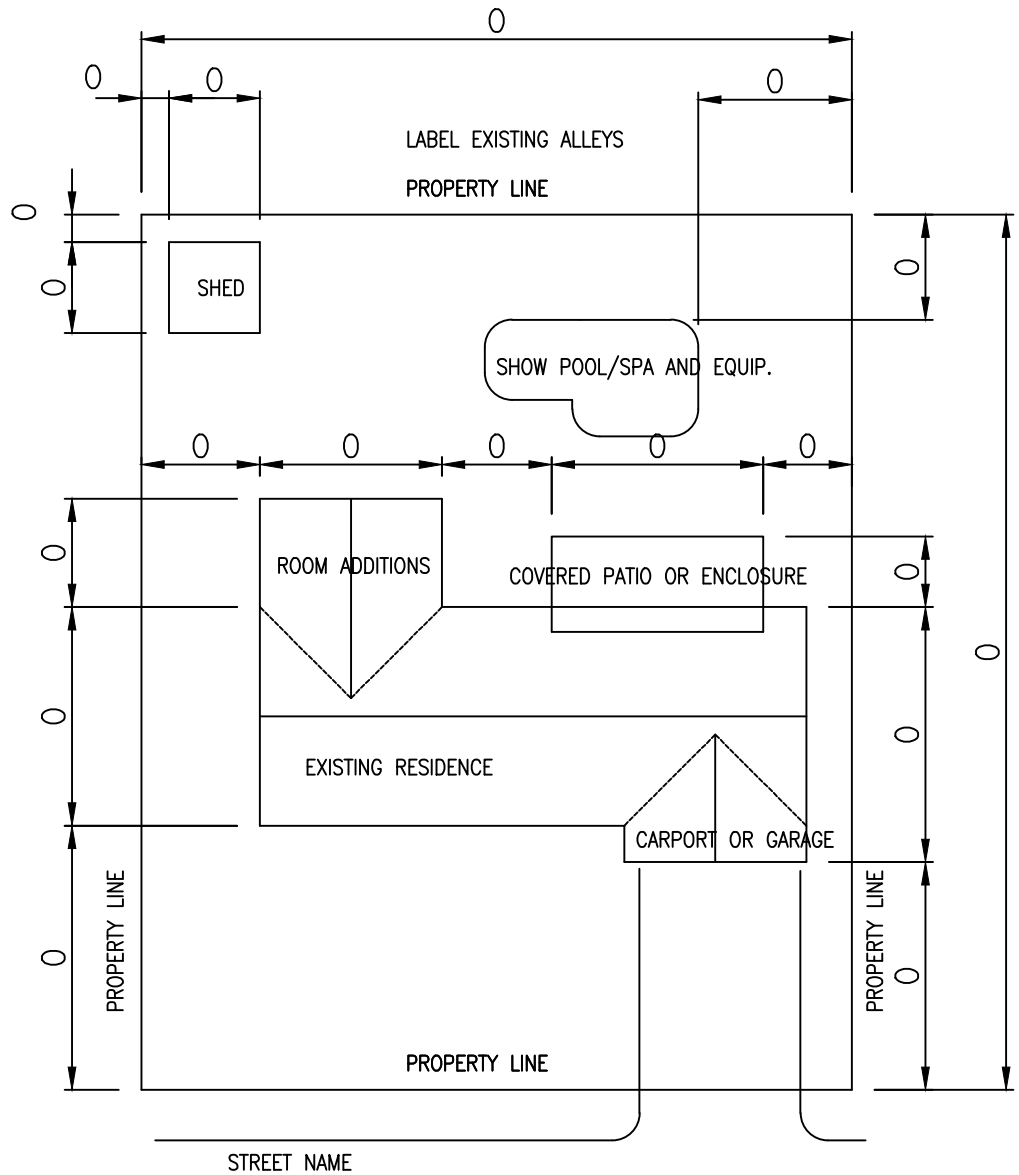 0
0
0
0
LABEL EXISTING ALLEYS
PROPERTY LINE
0
0
0
SHED
SHOW POOL/SPA AND EQUIP.
0
0
0
0
0
0
ROOM ADDITIONS
COVERED PATIO OR ENCLOSURE
0
0
0
0
EXISTING RESIDENCE
CARPORT OR GARAGE
PROPERTY LINE
PROPERTY LINE
0
0
PROPERTY LINE
STREET NAME